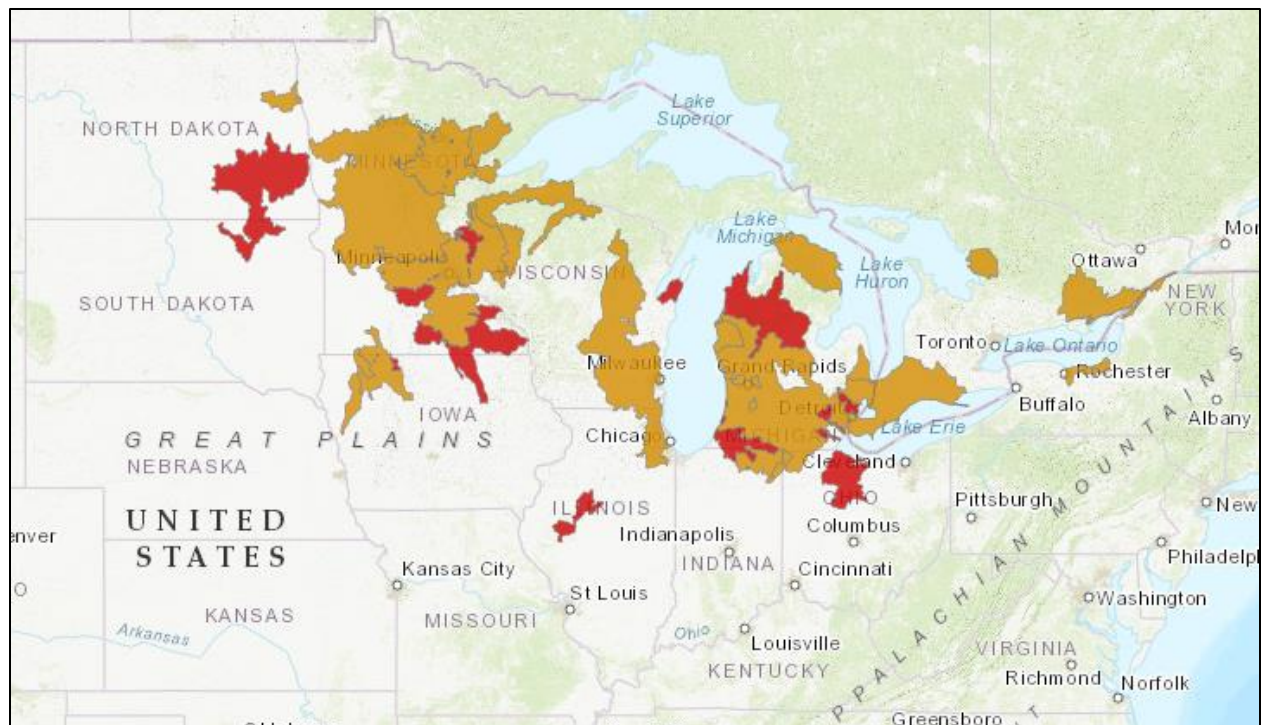 Lake
Superior
NORTH DAKOTA
MINNESOTA
Lake
Michigan
Lake
Huron
Ottawa
Mon
Minneapolis
WISCONSIN
SOUTH DAKOTA
NEW
YORK
Toronto
Lake Ontario
Milwaukee
Grand Rapids
Rochester
Buffalo
Albany
IOWA
Detroit
Lake Erie
Chicago
MICHIGAN
GREAT PLAINS
NEBRASKA
Cleveland
OHIO
Pittsburgh
New
ILLINOIS
Columbus
UNITED
STATES
enver
Indianapolis
INDIANA
Philadelp
Kansas City
Cincinnati
O
St Louis
Washington
KANSAS
MISSOURI
Arkansas
Ohio
Louisville
VIRGINIA
KENTUCKY
Richmond
Norfolk
PPALACHIAN MOUNTAINS
Greensboro